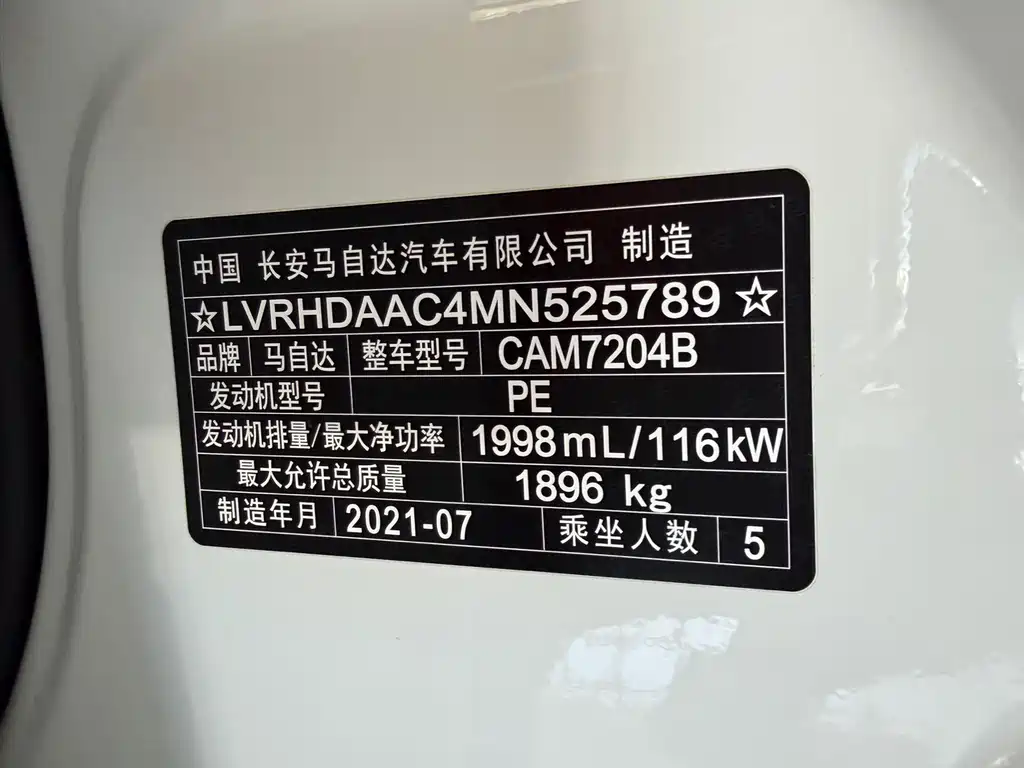 中国 长安马自达汽车有限公司 制造
☆LVRHDAAC4MN525789☆
品牌 马自达 整车型号 CAM7204B
发动机型号 PE
发动机排量/最大净功率 1998mL/116kW
最大允许总质量 1896 kg
制造年月 2021-07 乘坐人数 5